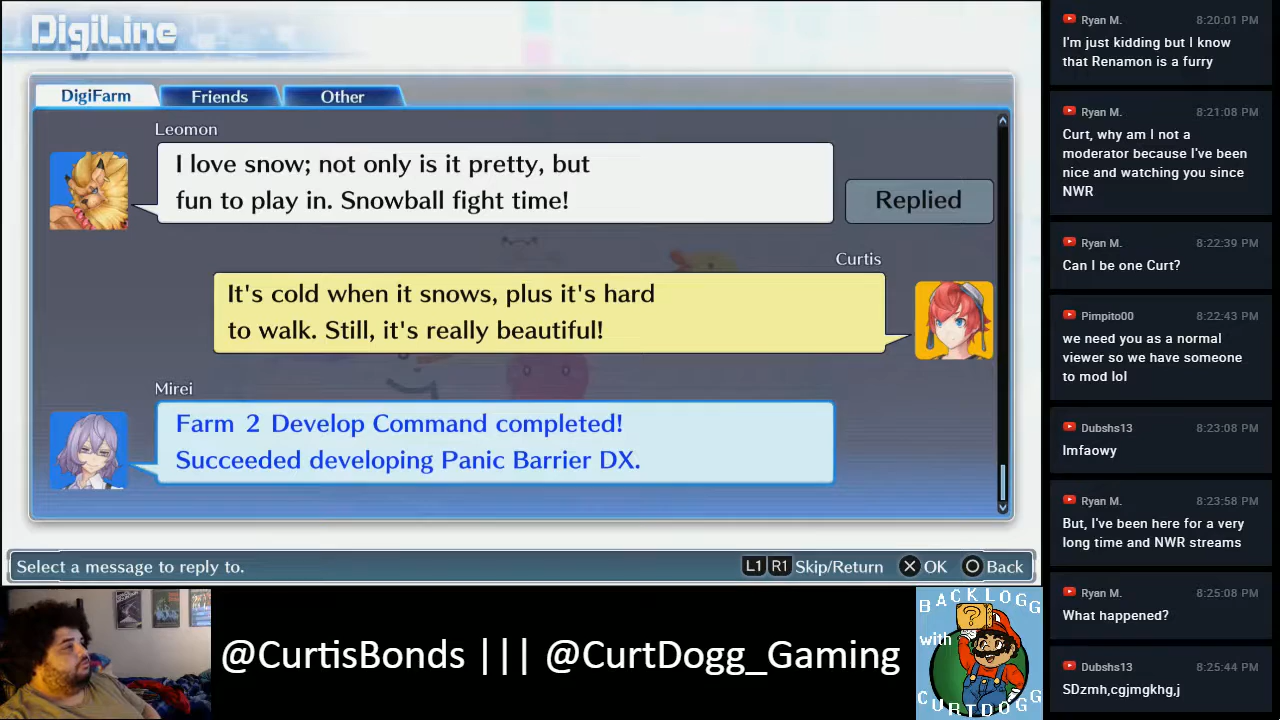 DigiLine
DigiFarm
Friends
Other
Leomon
I love snow; not only is it pretty, but
fun to play in. Snowball fight time!
Replied
Curtis
It's cold when it snows, plus it's hard
to walk. Still, it's really beautiful!
Mirei
Farm 2 Develop Command completed!
Succeeded developing Panic Barrier DX.
Select a message to reply to.
L1 R1 Skip/Return
OK
Back
@CurtisBonds ||| @CurtDogg_Gaming
BACKLOGG
with
CURTDOGG
?
Ryan M. 8:20:01 PM
I'm just kidding but I know
that Renamon is a furry
Ryan M. 8:21:08 PM
Curt, why am I not a
moderator because I've been
nice and watching you since
NWR
Ryan M. 8:22:39 PM
Can I be one Curt?
Pimpito00 8:22:43 PM
we need you as a normal
viewer so we have someone
to mod lol
Dubshs13 8:23:08 PM
lmfaowy
Ryan M. 8:23:58 PM
But, I've been here for a very
long time and NWR streams
Ryan M. 8:25:08 PM
What happened?
Dubshs13 8:25:44 PM
SDzmh,cgjmgkhg,j